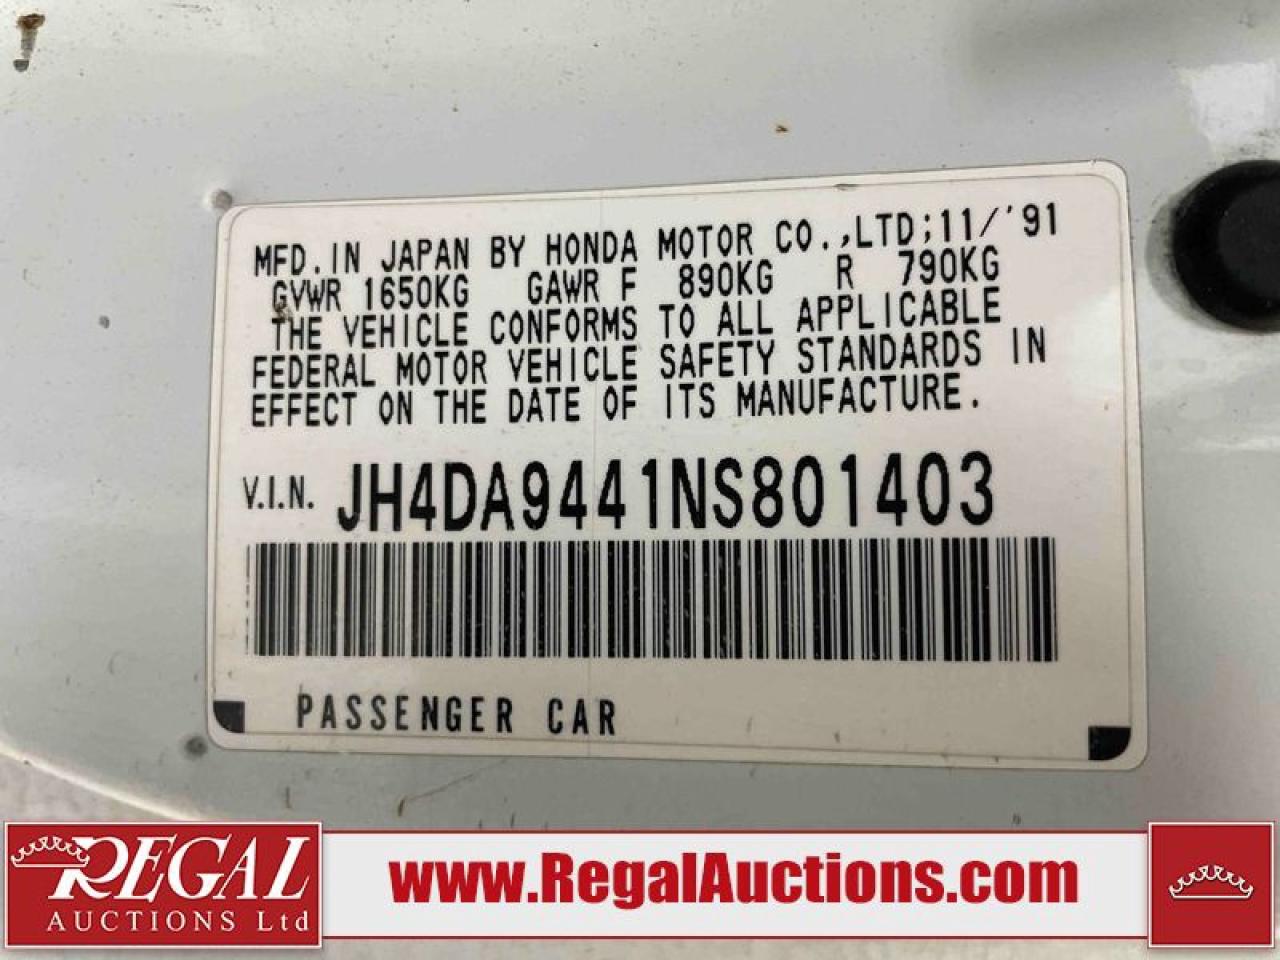 MFD. IN JAPAN BY HONDA MOTOR CO.,LTD;11/'91
GVWR 1650KG GAWR F 890KG R 790KG
THE VEHICLE CONFORMS TO ALL APPLICABLE
FEDERAL MOTOR VEHICLE SAFETY STANDARDS IN
EFFECT ON THE DATE OF ITS MANUFACTURE.
V.I.N. JH4DA9441NS801403
PASSENGER CAR
REGAL
AUCTIONS Ltd
www.RegalAuctions.com